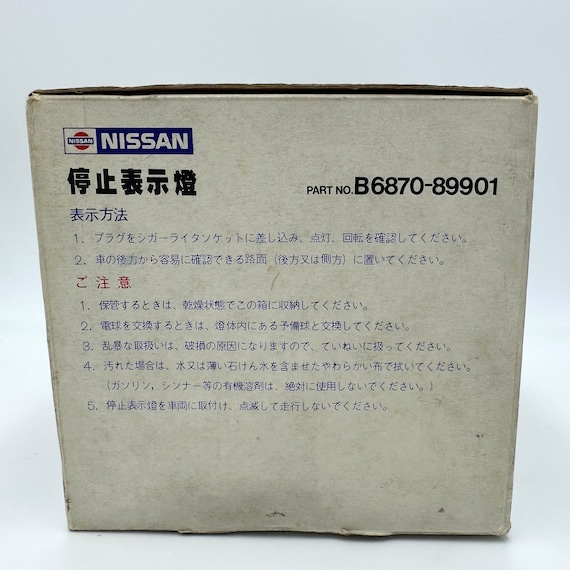 NISSAN NISSAN
停止表示燈 PART NO. B6870-89901
表示方法
1. プラグをシガーライタソケットに差し込み、点灯、回転を確認してください。
2. 車の後方から容易に確認できる路面（後方又は側方）に置いてください。
ご注意
1. 保管するときは、乾燥状態でこの箱に収納してください。
2. 電球を交換するときは、燈体内にある予備球と交換してください。
3. 乱暴な取扱いは、破損の原因になりますので、ていねいに扱ってください。
4. 汚れた場合は、水又は薄い石けん水を含ませたやわらかい布で拭いてください。
（ガソリン、シンナー等の有機溶剤は、絶対に使用しないでください。）
5. 停止表示燈を車両に取付け、点滅して走行しないでください。